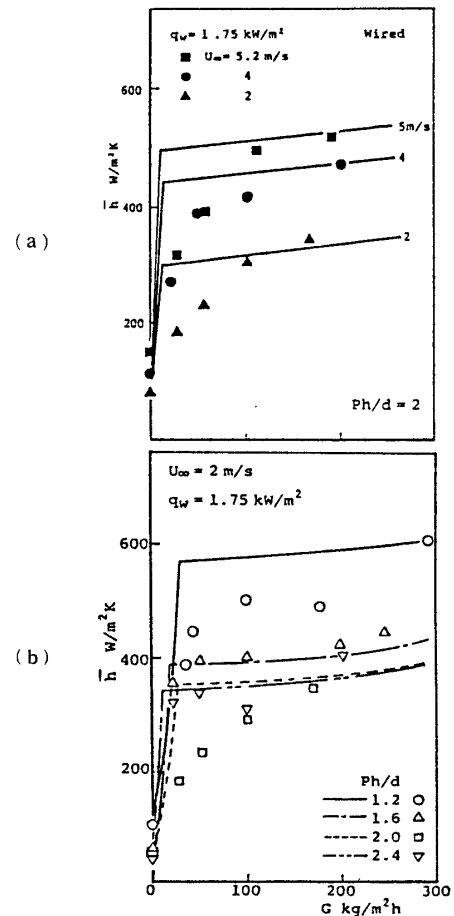 q_w = 1.75 kW/m² Wired
■ U∞ = 5.2 m/s
● 4
▲ 2
600
5m/s
4
400
2
200
h̄ W/m²K
(a)
Ph/d = 2
U∞ = 2 m/s
q_w = 1.75 kW/m²
600
400
200
h̄ W/m²K
(b)
Ph/d
1.2 ○
1.6 △
2.0 □
2.4 ▽
0 100 200 300
G kg/m²h